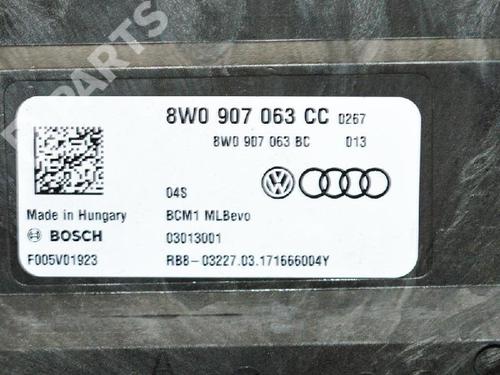 B PARTS
8W0 907 063 CC 0267
8W0 907 063 BC 013
04S
Made in Hungary BCM1 MLBevo
BOSCH 03013001
F005V01923 RB8-03227.03.171666004Y